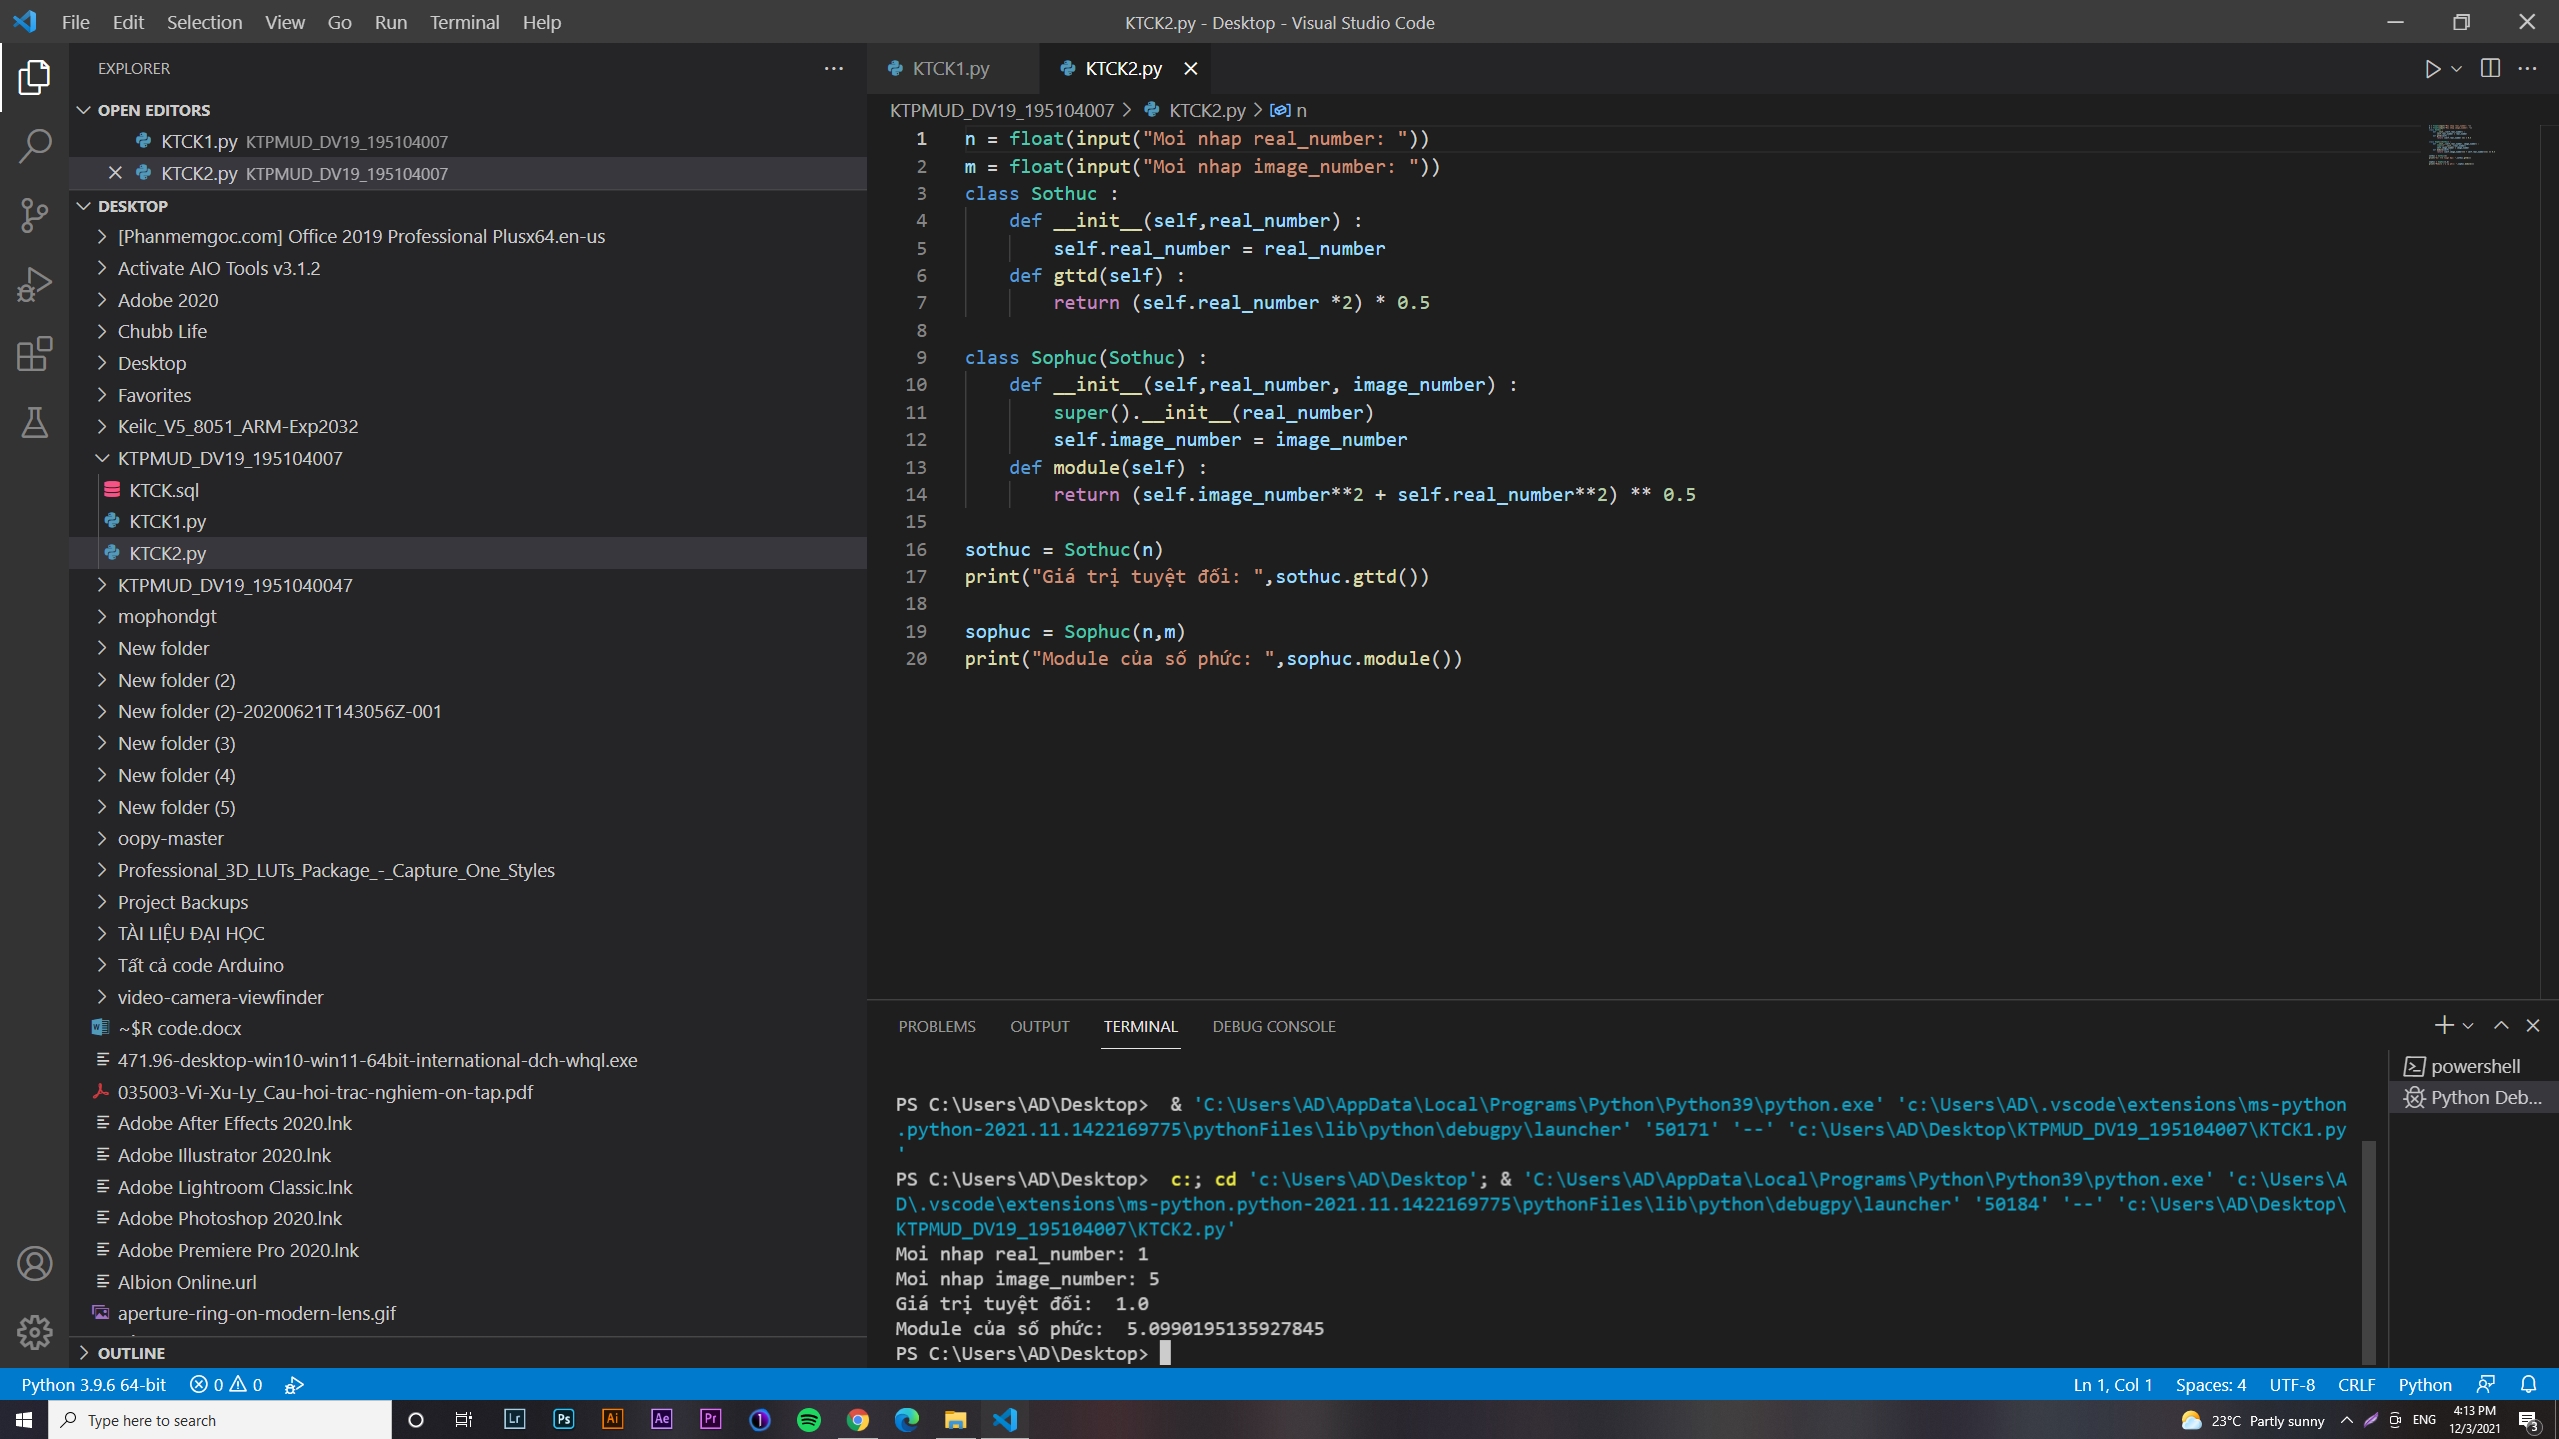 File Edit Selection View Go Run Terminal Help
KTCK2.py - Desktop - Visual Studio Code
EXPLORER
OPEN EDITORS
KTCK1.py KTPMUD_DV19_195104007
KTCK2.py KTPMUD_DV19_195104007
DESKTOP
[Phanmemgoc.com] Office 2019 Professional Plusx64.en-us
Activate AIO Tools v3.1.2
Adobe 2020
Chubb Life
Desktop
Favorites
Keilc_V5_8051_ARM-Exp2032
KTPMUD_DV19_195104007
KTCK.sql
KTCK1.py
KTCK2.py
KTPMUD_DV19_1951040047
mophondgt
New folder
New folder (2)
New folder (2)-20200621T143056Z-001
New folder (3)
New folder (4)
New folder (5)
oopy-master
Professional_3D_LUTs_Package_-_Capture_One_Styles
Project Backups
TÀI LIỆU ĐẠI HỌC
Tất cả code Arduino
video-camera-viewfinder
~$R code.docx
471.96-desktop-win10-win11-64bit-international-dch-whql.exe
035003-Vi-Xu-Ly_Cau-hoi-trac-nghiem-on-tap.pdf
Adobe After Effects 2020.lnk
Adobe Illustrator 2020.lnk
Adobe Lightroom Classic.lnk
Adobe Photoshop 2020.lnk
Adobe Premiere Pro 2020.lnk
Albion Online.url
aperture-ring-on-modern-lens.gif
OUTLINE
KTCK1.py KTCK2.py
KTPMUD_DV19_195104007 > KTCK2.py > n
1 n = float(input("Moi nhap real_number: "))
2 m = float(input("Moi nhap image_number: "))
3 class Sothuc :
4 def __init__(self,real_number) :
5 self.real_number = real_number
6 def gttd(self) :
7 return (self.real_number *2) * 0.5
8
9 class Sophuc(Sothuc) :
10 def __init__(self,real_number, image_number) :
11 super().__init__(real_number)
12 self.image_number = image_number
13 def module(self) :
14 return (self.image_number**2 + self.real_number**2) ** 0.5
15
16 sothuc = Sothuc(n)
17 print("Giá trị tuyệt đối: ",sothuc.gttd())
18
19 sophuc = Sophuc(n,m)
20 print("Module của số phức: ",sophuc.module())
PROBLEMS OUTPUT TERMINAL DEBUG CONSOLE
powershell
Python Deb...
PS C:\Users\AD\Desktop>  & 'C:\Users\AD\AppData\Local\Programs\Python\Python39\python.exe' 'c:\Users\AD\.vscode\extensions\ms-python
.python-2021.11.1422169775\pythonFiles\lib\python\debugpy\launcher' '50171' '--' 'c:\Users\AD\Desktop\KTPMUD_DV19_195104007\KTCK1.py
'
PS C:\Users\AD\Desktop>  c:; cd 'c:\Users\AD\Desktop'; & 'C:\Users\AD\AppData\Local\Programs\Python\Python39\python.exe' 'c:\Users\A
D\.vscode\extensions\ms-python.python-2021.11.1422169775\pythonFiles\lib\python\debugpy\launcher' '50184' '--' 'c:\Users\AD\Desktop\
KTPMUD_DV19_195104007\KTCK2.py'
Moi nhap real_number: 1
Moi nhap image_number: 5
Giá trị tuyệt đối:  1.0
Module của số phức:  5.0990195135927845
PS C:\Users\AD\Desktop>
Python 3.9.6 64-bit 0 0 Ln 1, Col 1 Spaces: 4 UTF-8 CRLF Python
Type here to search Lr Ps Ai Ae Pr 23°C Partly sunny ENG 4:13 PM
12/3/2021 3